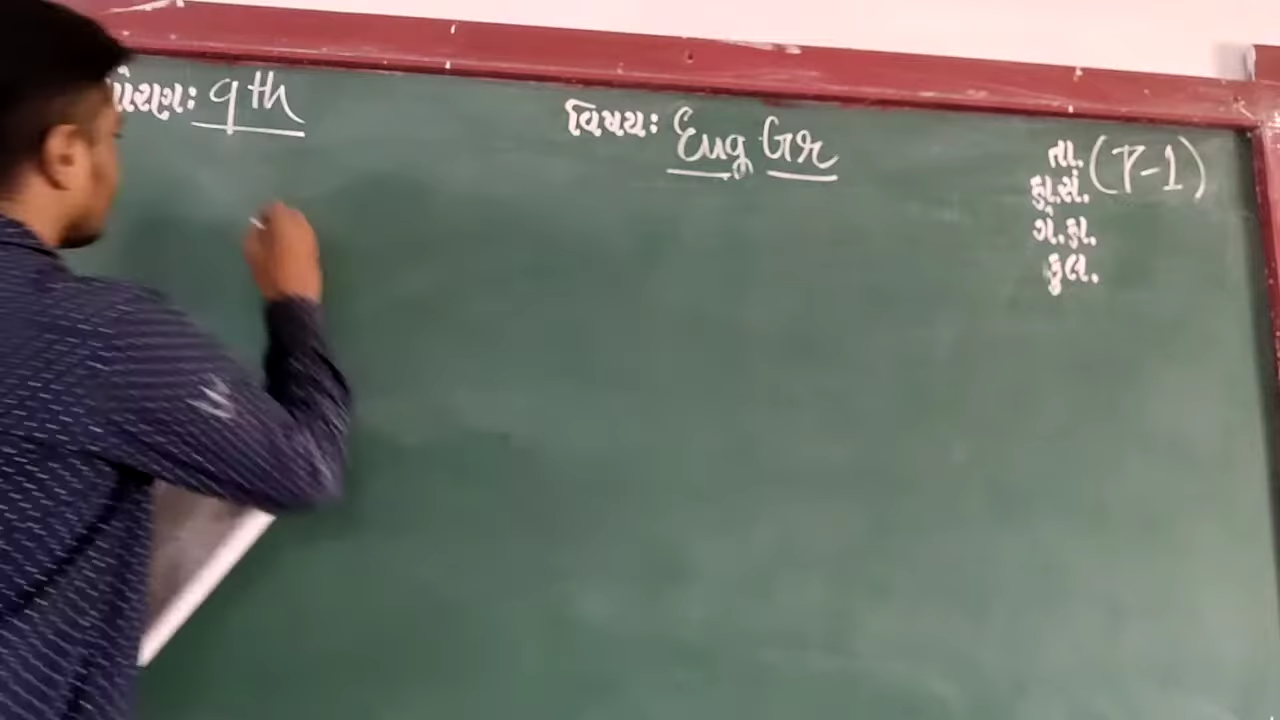 ધોરણ: 9th
વિષય: Eng Gr
તા. (P-1)
હા.સં.
ગે.હા.
કુલ.